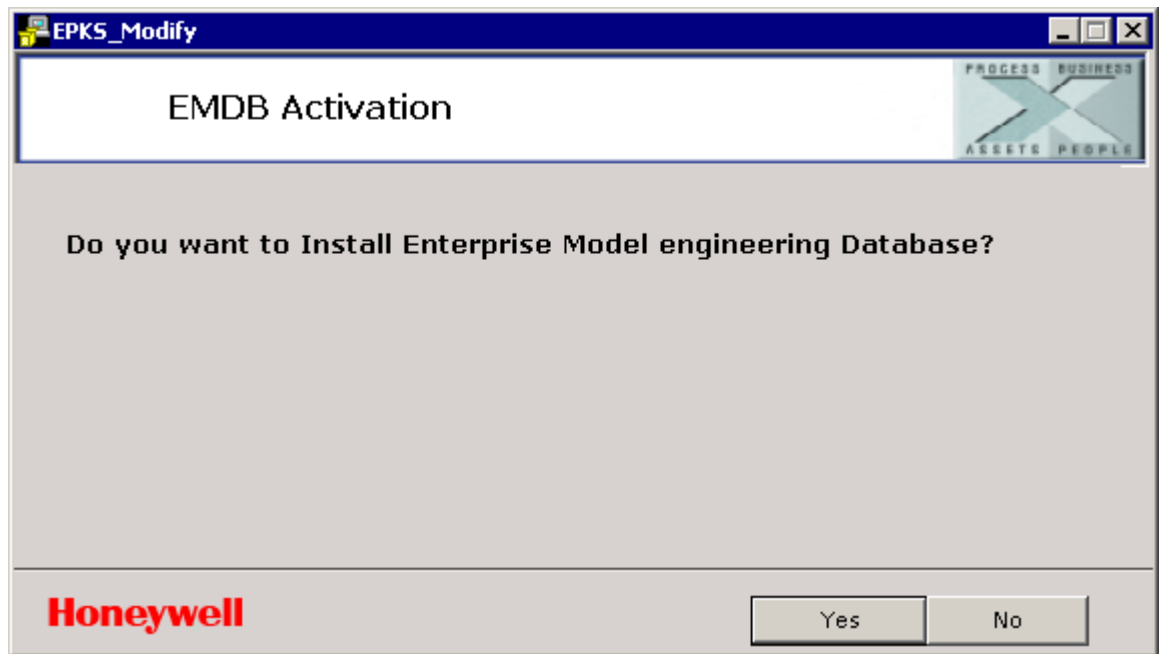 EPKS_Modify
EMDB Activation
PROCESS BUSINESS
ASSETS PEOPLE
Do you want to Install Enterprise Model engineering Database?
Honeywell
Yes No